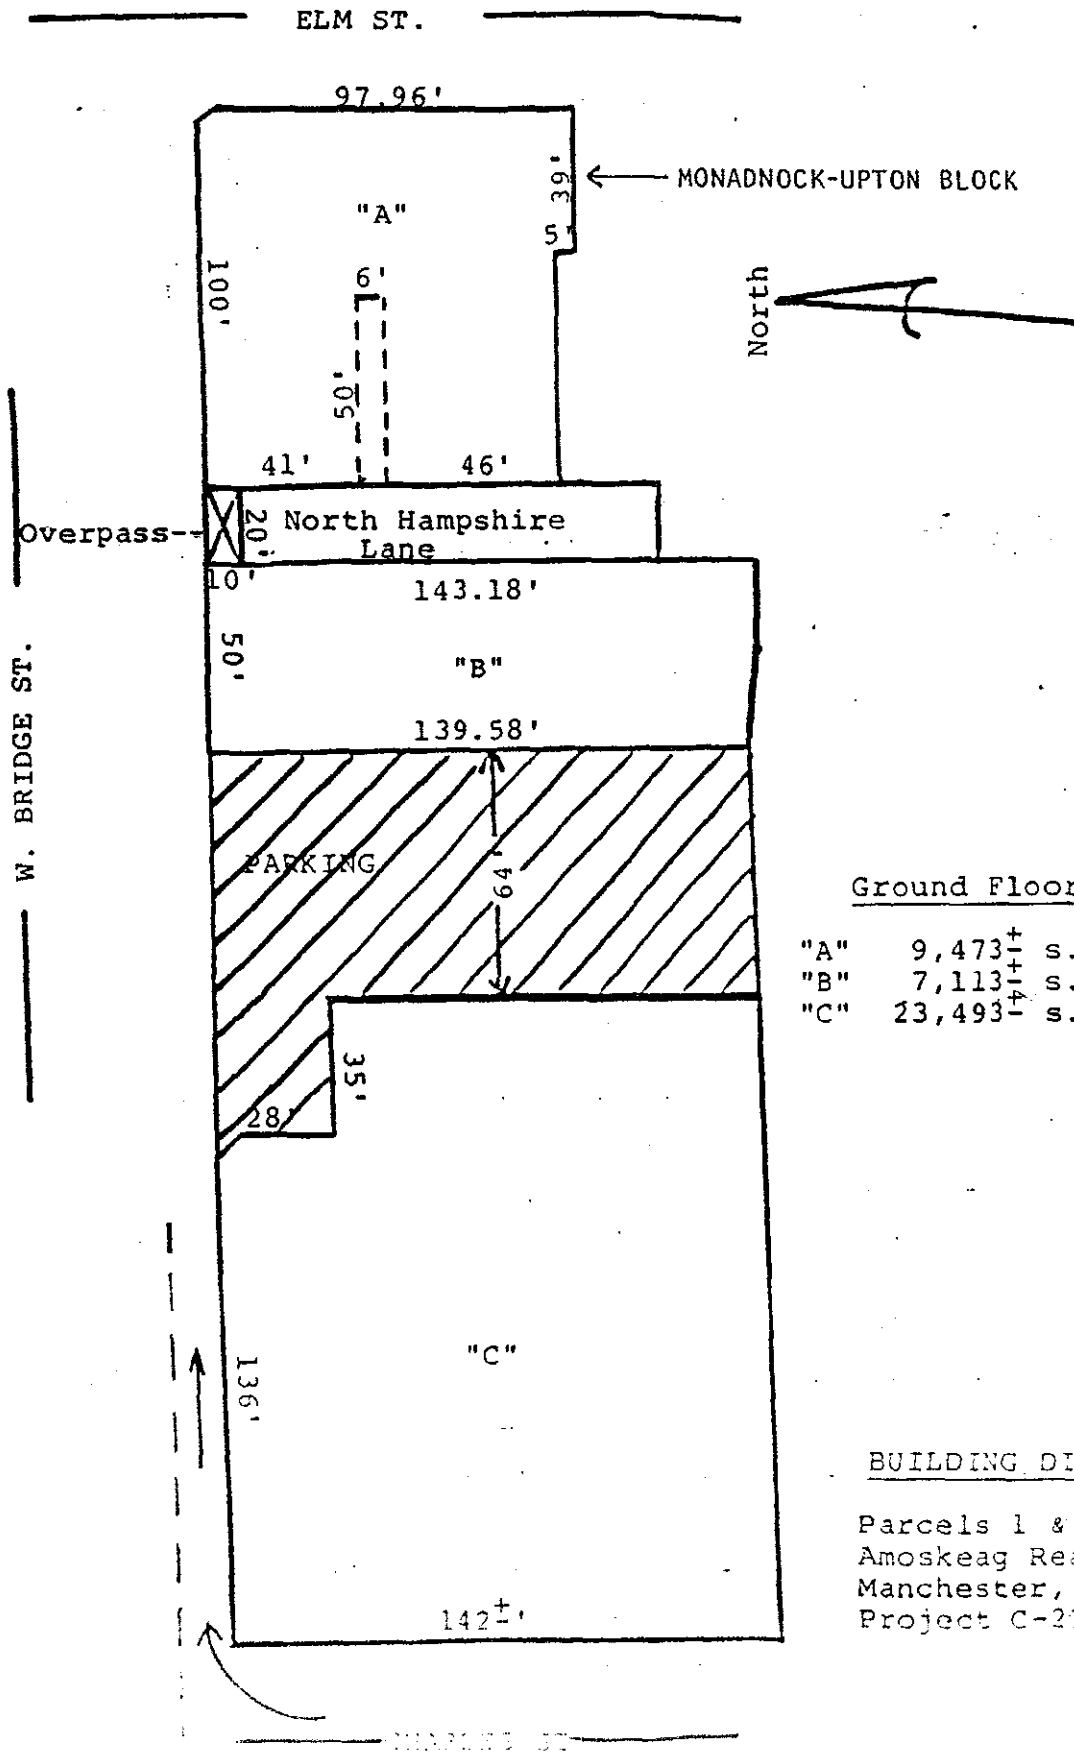 ELM ST.
97.96'
39'
MONADNOCK-UPTON BLOCK
"A"
5'
100'
6'
North
50'
41' 46'
Overpass--
20'
North Hampshire
Lane
10'
143.18'
50'
"B"
W. BRIDGE ST.
139.58'
PARKING
64'
Ground Floor
"A" 9,473± s.
"B" 7,113± s.
"C" 23,493± s.
35'
28'
"C"
136'
BUILDING DI
Parcels 1 &
Amoskeag Rea
Manchester,
Project C-2
142±'